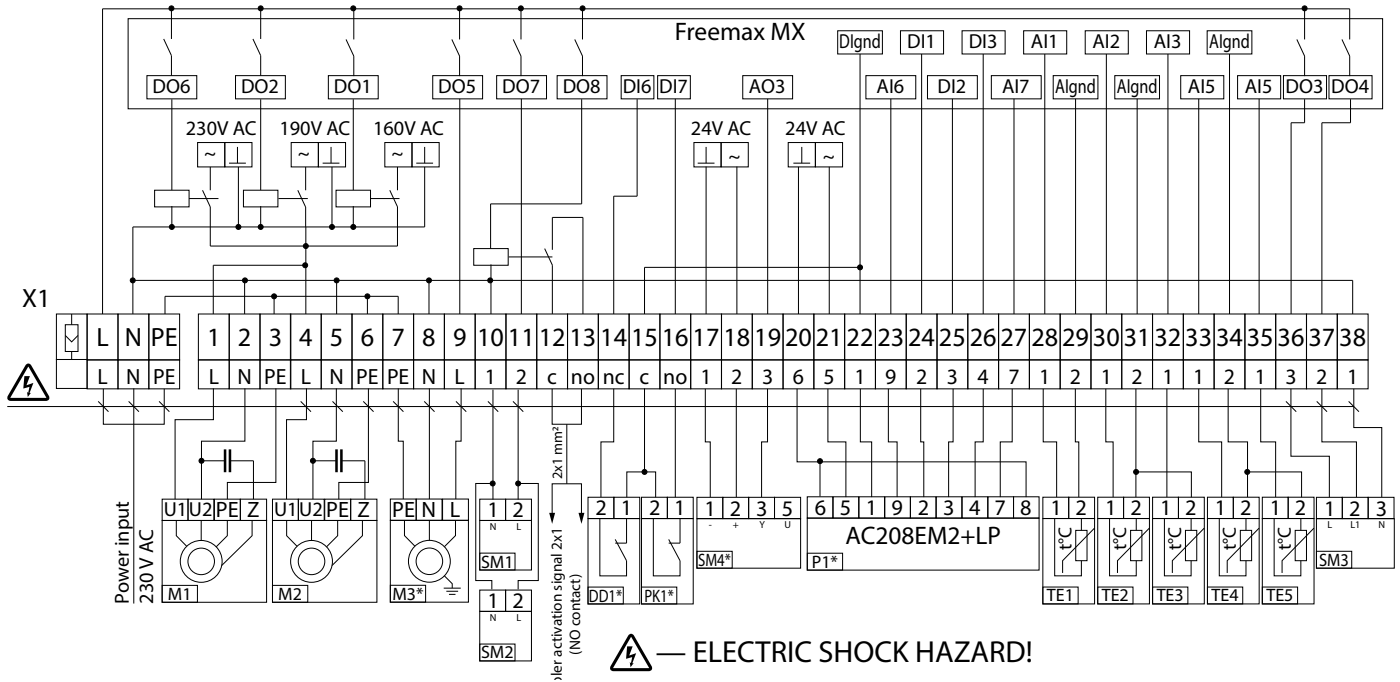 Freemax MX
DIgnd DI1 DI3 AI1 AI2 AI3 AIgnd
DO6 DO2 DO1 DO5 DO7 DO8 DI6 DI7 AO3 AI6 DI2 AI7 AIgnd AIgnd AI5 AI5 DO3 DO4
230V AC 190V AC 160V AC 24V AC 24V AC
~ ⊥ ~ ⊥ ~ ⊥ ⊥ ~ ⊥ ~
X1
L N PE 1 2 3 4 5 6 7 8 9 10 11 12 13 14 15 16 17 18 19 20 21 22 23 24 25 26 27 28 29 30 31 32 33 34 35 36 37 38
L N PE L N PE L N PE PE N L 1 2 c no nc c no 1 2 3 6 5 1 9 2 3 4 7 1 2 1 2 1 1 2 1 3 2 1
Power input
230 V AC
U1 U2 PE Z
M1
U1 U2 PE Z
M2
PE N L
M3*
1 2
N L
SM1
1 2
N L
SM2
2x1 mm²
activation signal 2x1
(NO contact)
2 1
DD1*
2 1
PK1*
1 2 3 5
- + Y U
SM4*
6 5 1 9 2 3 4 7 8
AC208EM2+LP
P1*
1 2
t°C
TE1
1 2
t°C
TE2
1 2
t°C
TE3
1 2
t°C
TE4
1 2
t°C
TE5
1 2 3
L L1 N
SM3
— ELECTRIC SHOCK HAZARD!